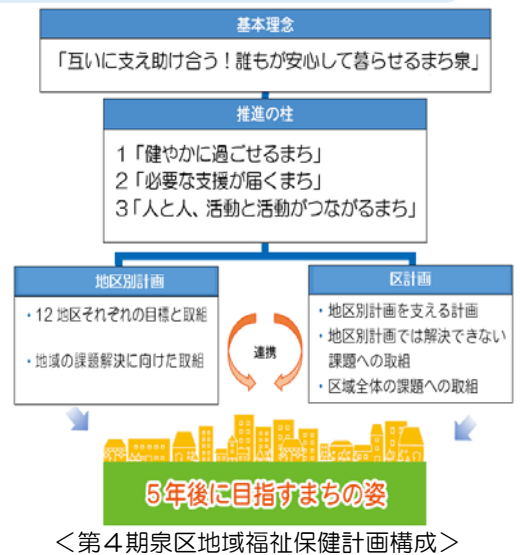 基本理念
「互いに支え助け合う!誰もが安心して暮らせるまち泉」
推進の柱
1「健やかに過ごせるまち」
2「必要な支援が届くまち」
3「人と人、活動と活動がつながるまち」
地区別計画
・12地区それぞれの目標と取組
・地域の課題解決に向けた取組
連携
区計画
・地区別計画を支える計画
・地区別計画では解決できない
課題への取組
・区域全体の課題への取組
5年後に目指すまちの姿
<第4期泉区地域福祉保健計画構成>